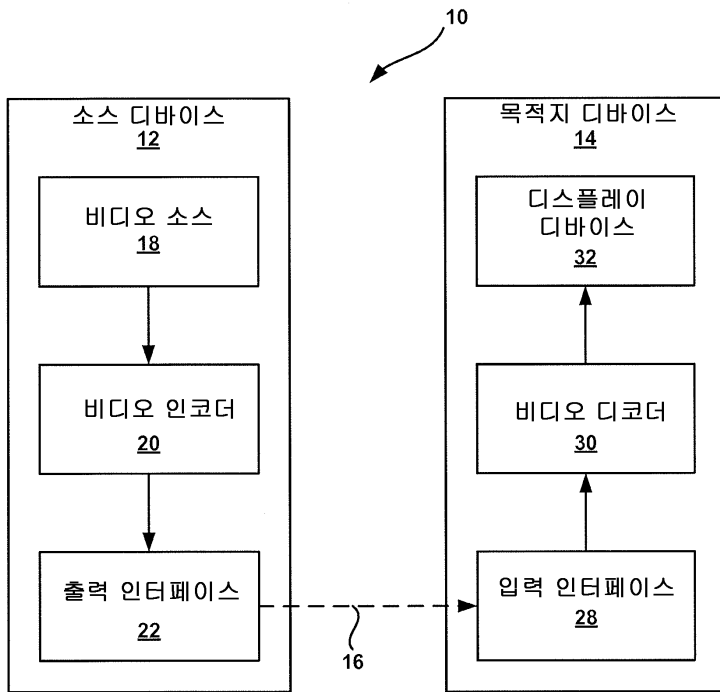 10
소스 디바이스
12
비디오 소스
18
비디오 인코더
20
출력 인터페이스
22
16
목적지 디바이스
14
디스플레이
디바이스
32
비디오 디코더
30
입력 인터페이스
28